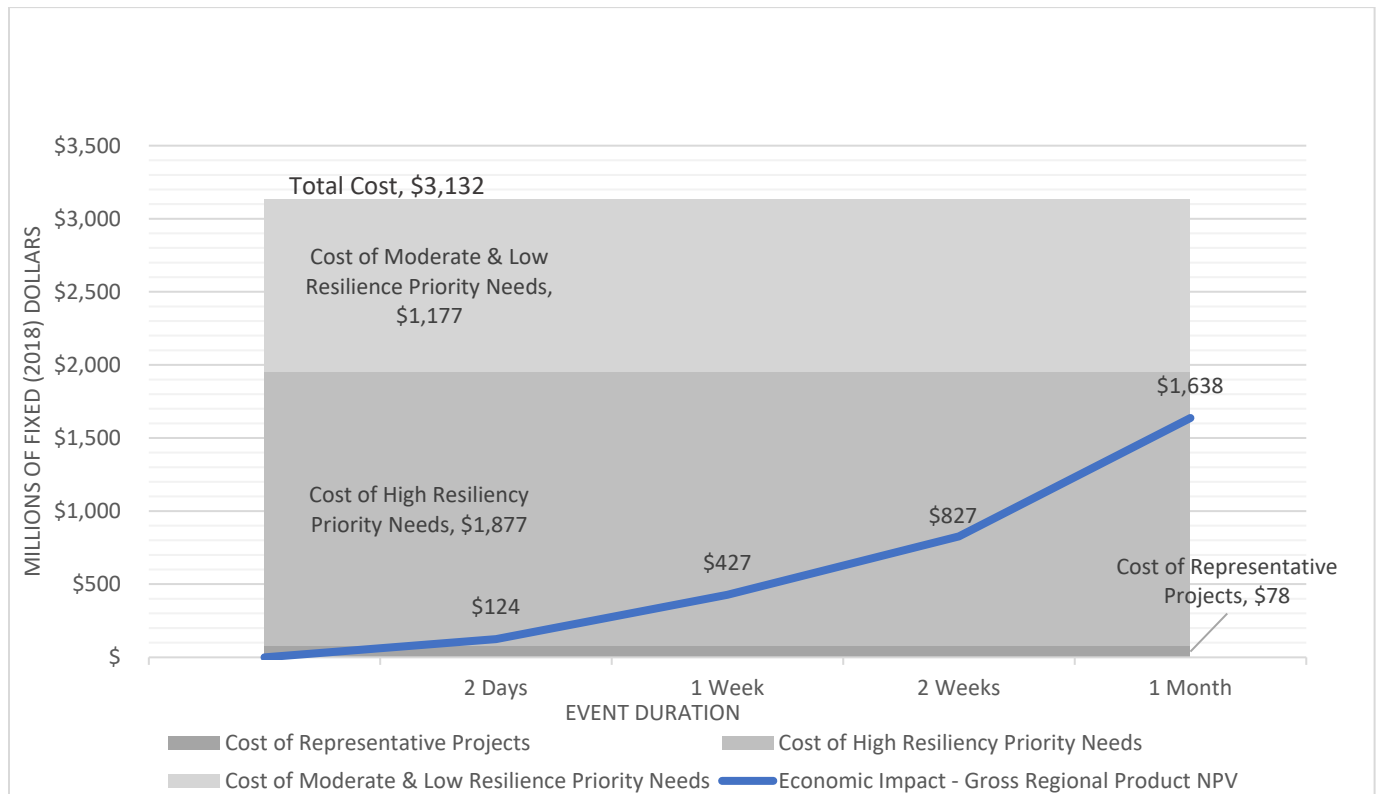 $3,500
$3,000
$2,500
$2,000
$1,500
$1,000
$500
$
MILLIONS OF FIXED (2018) DOLLARS
Total Cost, $3,132
Cost of Moderate & Low
Resilience Priority Needs,
$1,177
Cost of High Resiliency
Priority Needs, $1,877
$124
$427
$827
$1,638
Cost of Representative
Projects, $78
2 Days
1 Week
2 Weeks
1 Month
EVENT DURATION
Cost of Representative Projects
Cost of High Resiliency Priority Needs
Cost of Moderate & Low Resilience Priority Needs
Economic Impact - Gross Regional Product NPV